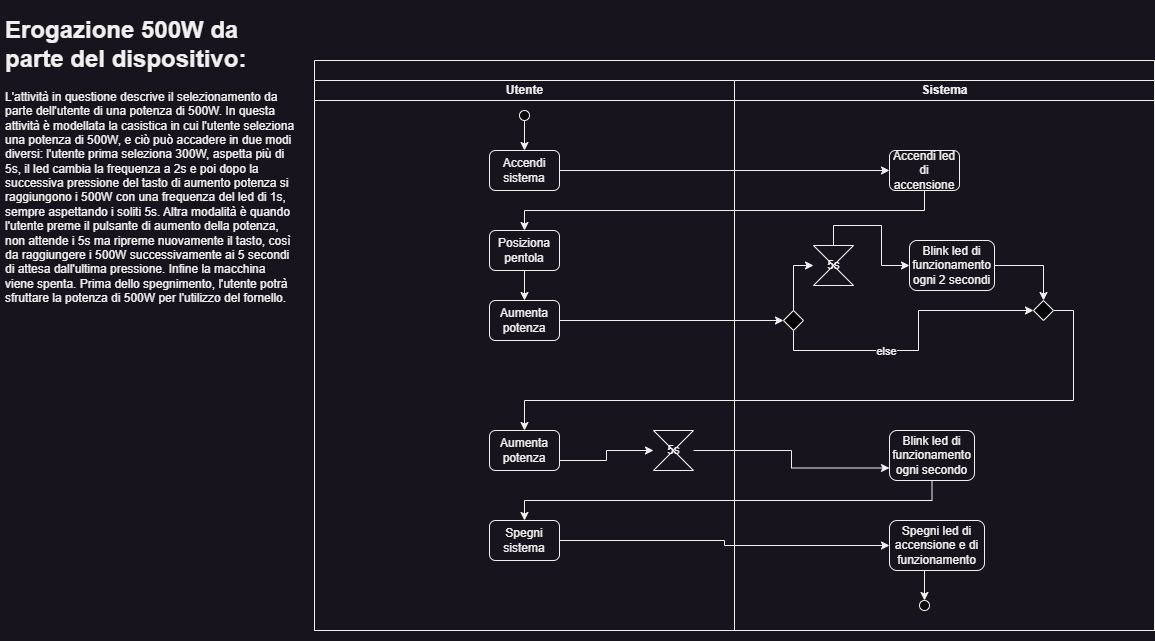 Erogazione 500W da
parte del dispositivo:
L'attività in questione descrive il selezionamento da
parte dell'utente di una potenza di 500W. In questa
attività è modellata la casistica in cui l'utente seleziona
una potenza di 500W, e ciò può accadere in due modi
diversi: l'utente prima seleziona 300W, aspetta più di
5s, il led cambia la frequenza a 2s e poi dopo la
successiva pressione del tasto di aumento potenza si
raggiungono i 500W con una frequenza del led di 1s,
sempre aspettando i soliti 5s. Altra modalità è quando
l'utente preme il pulsante di aumento della potenza,
non attende i 5s ma ripreme nuovamente il tasto, così
da raggiungere i 500W successivamente ai 5 secondi
di attesa dall'ultima pressione. Infine la macchina
viene spenta. Prima dello spegnimento, l'utente potrà
sfruttare la potenza di 500W per l'utilizzo del fornello.
Utente
Sistema
Accendi
sistema
Accendi led
di
accensione
Posiziona
pentola
5s
Blink led di
funzionamento
ogni 2 secondi
Aumenta
potenza
else
Aumenta
potenza
5s
Blink led di
funzionamento
ogni secondo
Spegni
sistema
Spegni led di
accensione e di
funzionamento